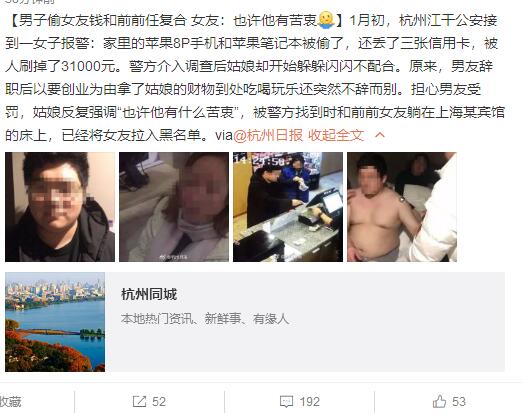 【男子偷女友钱和前前任复合 女友：也许他有苦衷】1月初，杭州江干公安接
到一女子报警：家里的苹果8P手机和苹果笔记本被偷了，还丢了三张信用卡，被
人刷掉了31000元。警方介入调查后姑娘却开始躲躲闪闪不配合。原来，男友辞
职后以要创业为由拿了姑娘的财物到处吃喝玩乐还突然不辞而别。担心男友受
罚，姑娘反复强调“也许他有什么苦衷”，被警方找到时和前前女友躺在上海某宾馆
的床上，已经将女友拉入黑名单。via@杭州日报 收起全文
杭州同城
本地热门资讯、新鲜事、有缘人
收藏
52
192
53